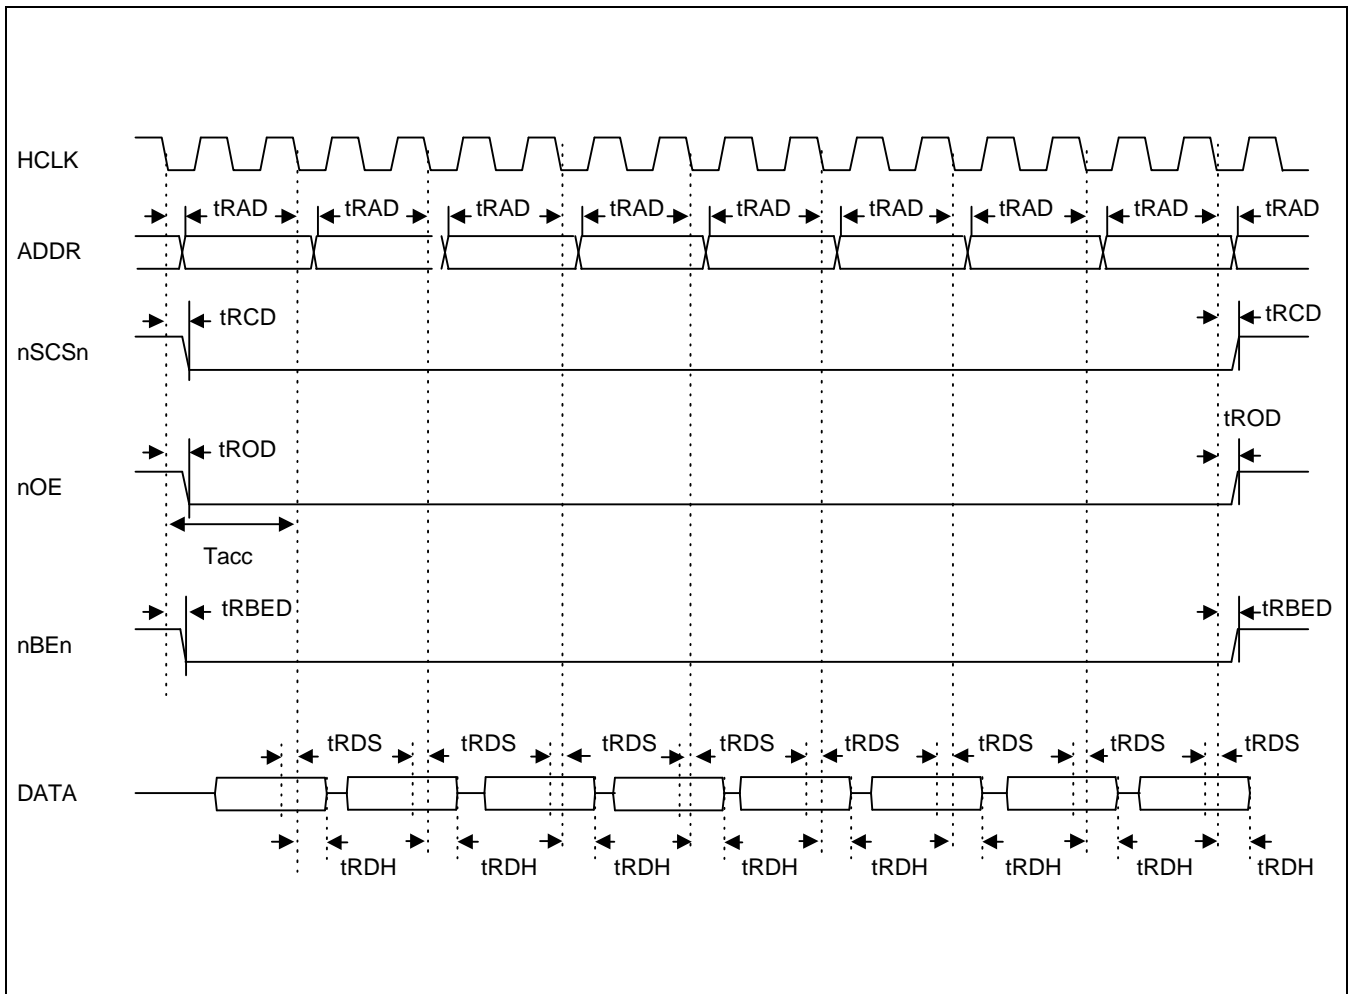 HCLK
tRAD tRAD tRAD tRAD tRAD tRAD tRAD tRAD tRAD
ADDR
tRCD tRCD
nSCSn
tROD tROD
nOE
Tacc
tRBED tRBED
nBEn
tRDS tRDS tRDS tRDS tRDS tRDS tRDS tRDS
DATA
tRDH tRDH tRDH tRDH tRDH tRDH tRDH tRDH